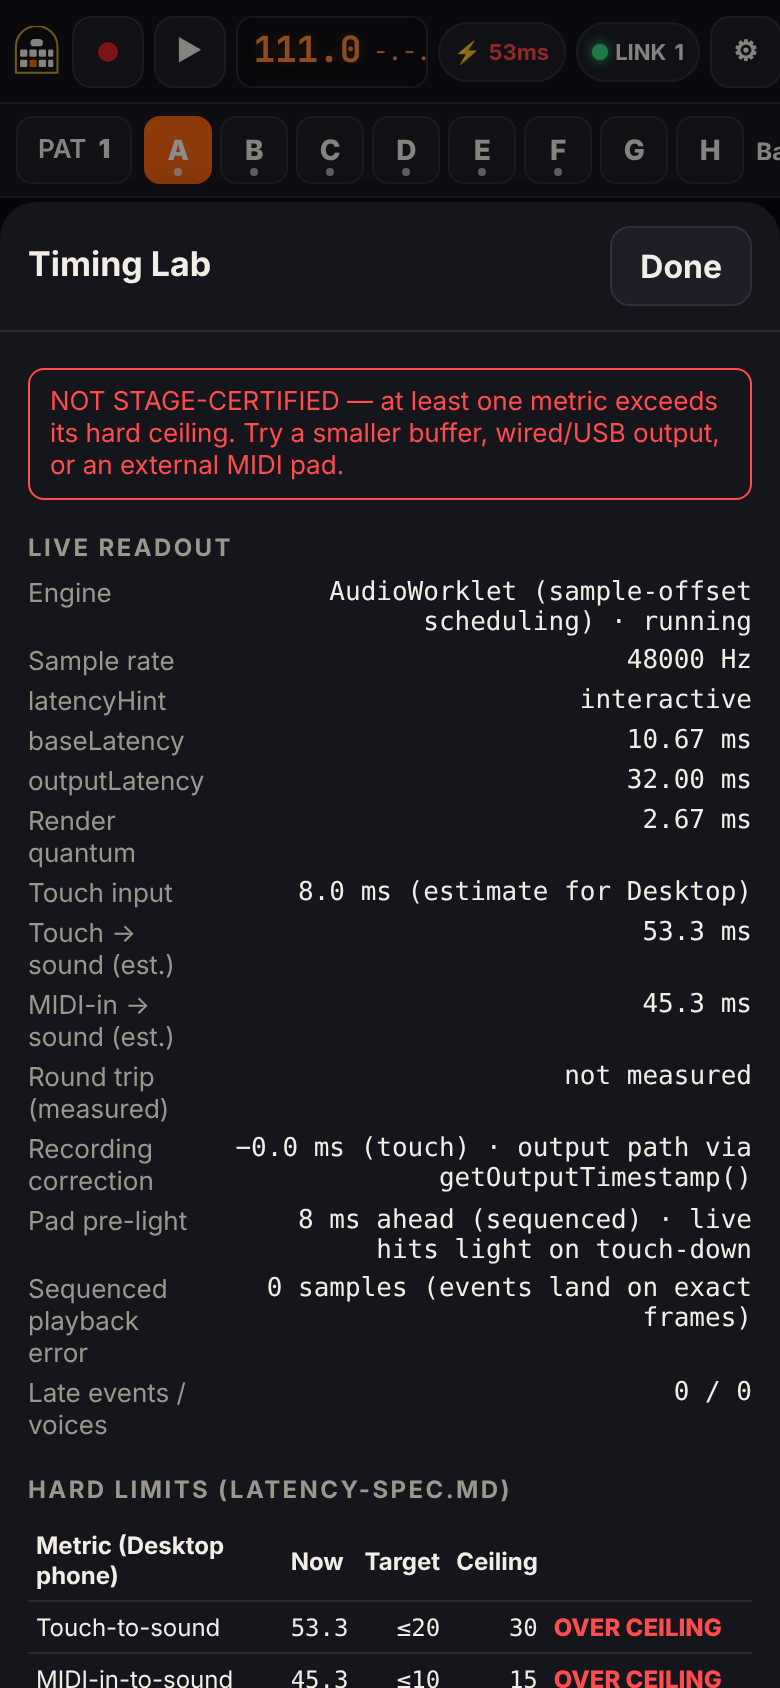 111.0 -.-.
⚡ 53ms
LINK 1
PAT 1
A
B
C
D
E
F
G
H
Ba
Timing Lab
Done
NOT STAGE-CERTIFIED — at least one metric exceeds
its hard ceiling. Try a smaller buffer, wired/USB output,
or an external MIDI pad.
LIVE READOUT
Engine AudioWorklet (sample-offset
scheduling) · running
Sample rate 48000 Hz
latencyHint interactive
baseLatency 10.67 ms
outputLatency 32.00 ms
Render 2.67 ms
quantum
Touch input 8.0 ms (estimate for Desktop)
Touch → 53.3 ms
sound (est.)
MIDI-in → 45.3 ms
sound (est.)
Round trip not measured
(measured)
Recording −0.0 ms (touch) · output path via
correction getOutputTimestamp()
Pad pre-light 8 ms ahead (sequenced) · live
hits light on touch-down
Sequenced 0 samples (events land on exact
playback frames)
error
Late events / 0 / 0
voices
HARD LIMITS (LATENCY-SPEC.MD)
Metric (Desktop
phone) Now Target Ceiling
Touch-to-sound 53.3 ≤20 30 OVER CEILING
MIDI-in-to-sound 45.3 ≤10 15 OVER CEILING